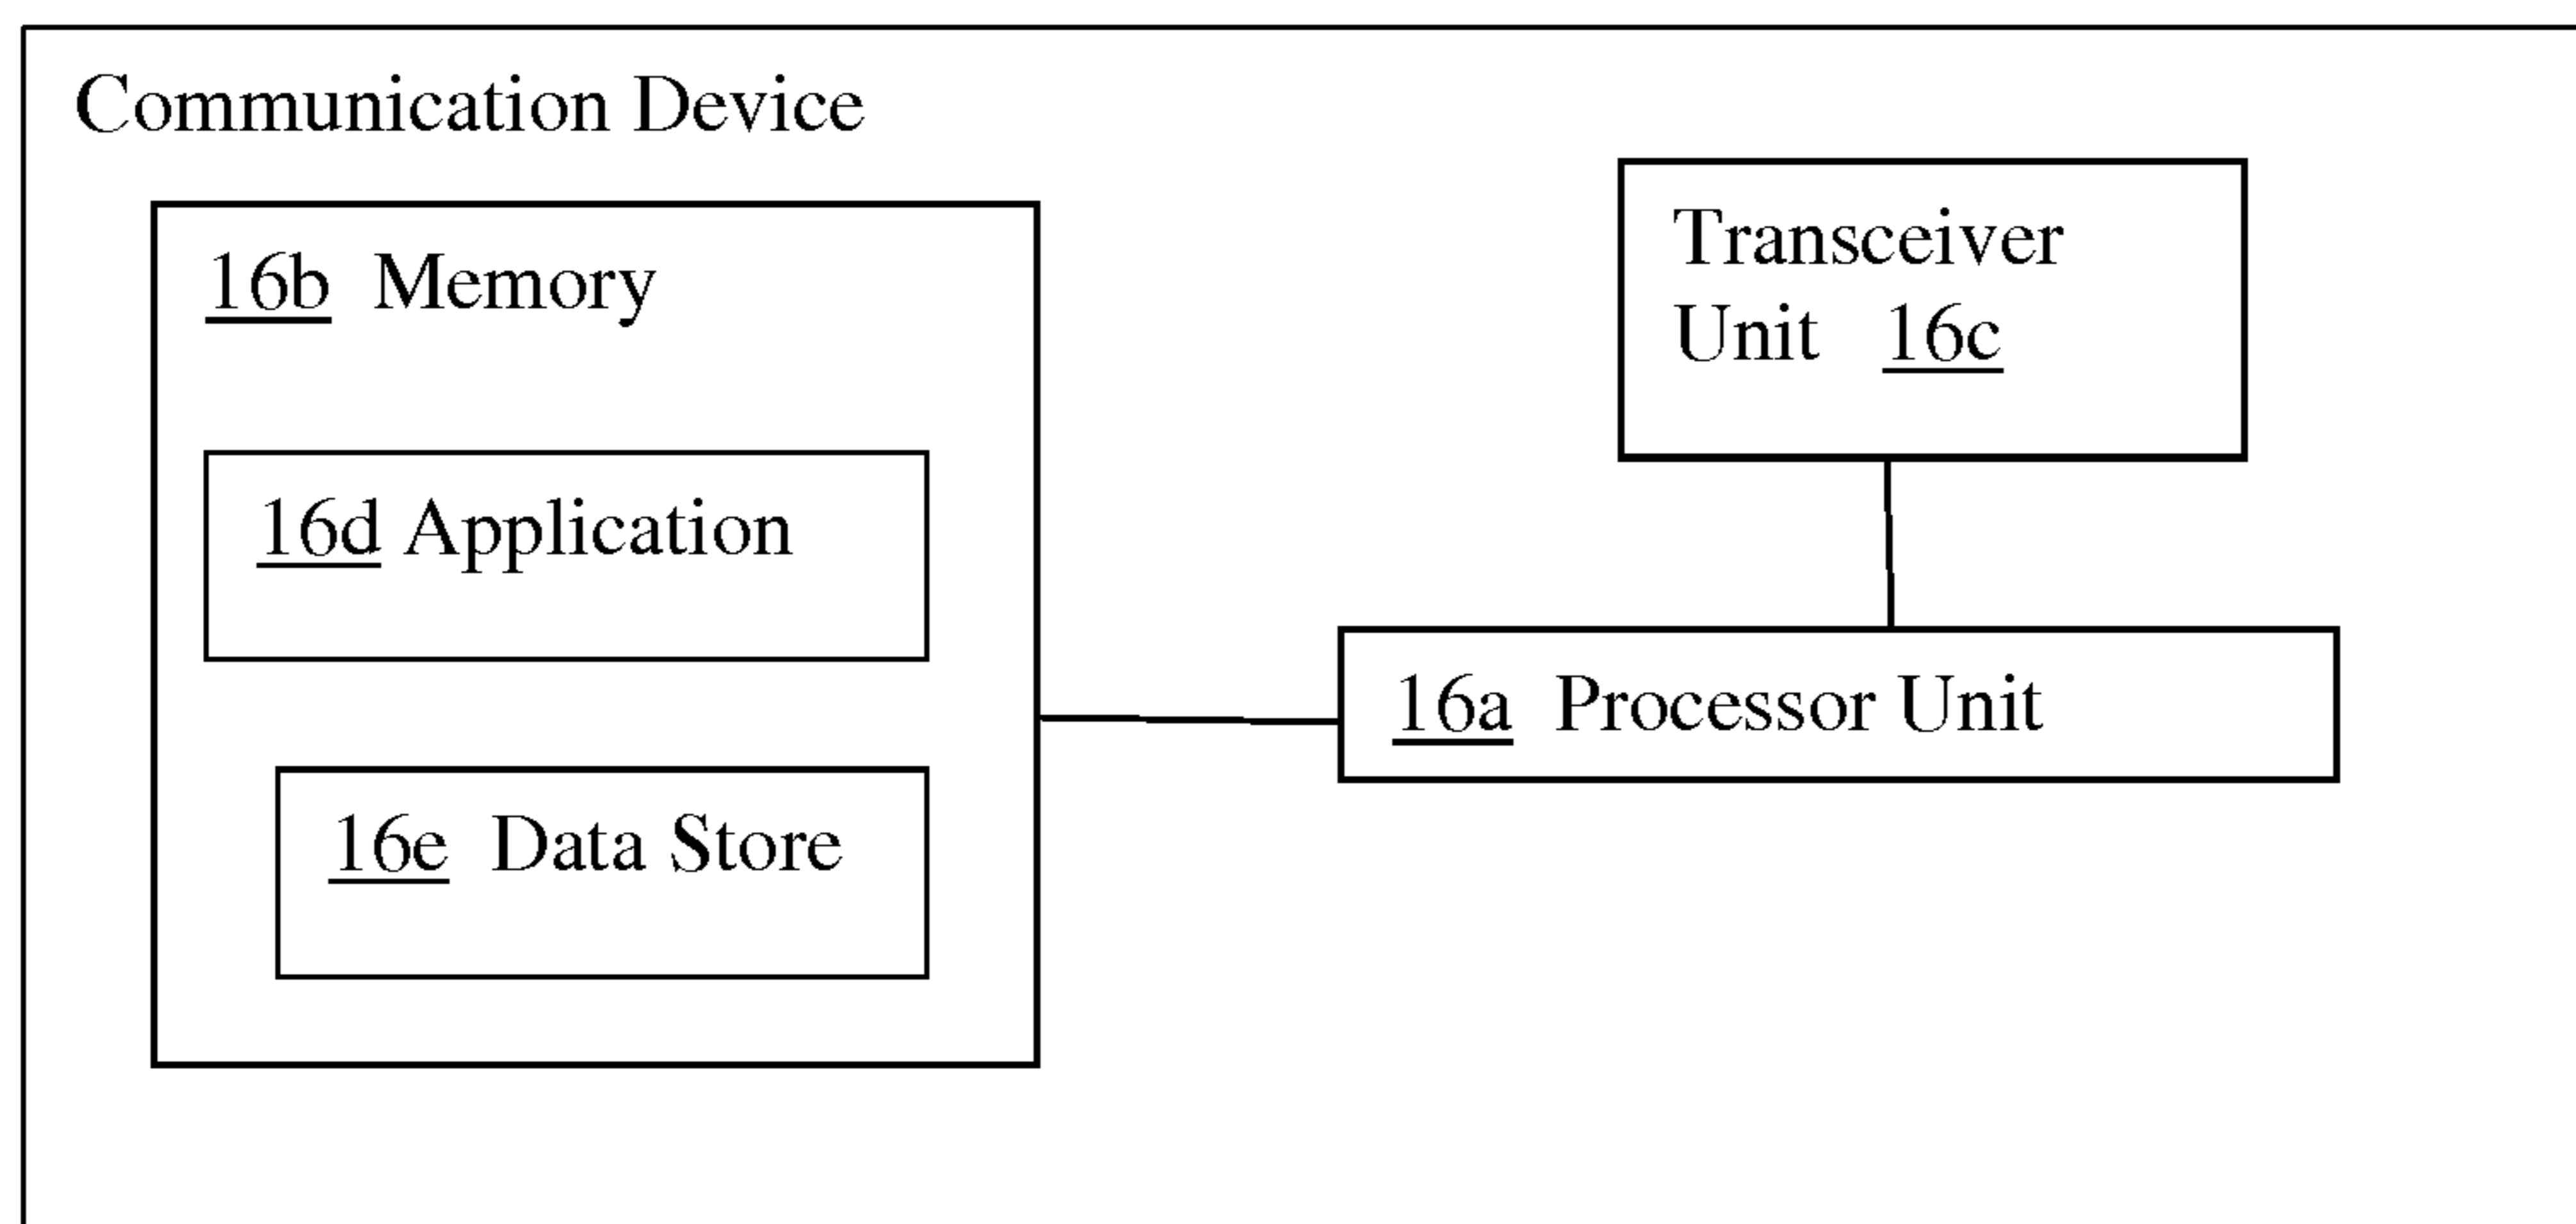 Communication Device
16b Memory
Transceiver
Unit 16c
16d Application
16a Processor Unit
16e Data Store